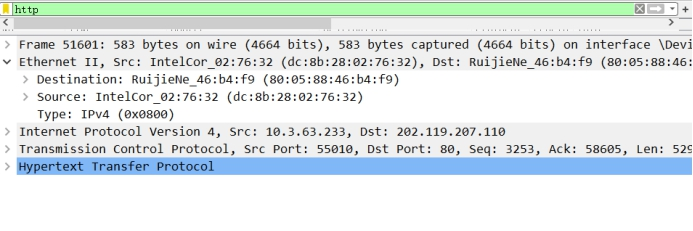 http
Frame 51601: 583 bytes on wire (4664 bits), 583 bytes captured (4664 bits) on interface \Devi
Ethernet II, Src: IntelCor_02:76:32 (dc:8b:28:02:76:32), Dst: RuijieNe_46:b4:f9 (80:05:88:46:
Destination: RuijieNe_46:b4:f9 (80:05:88:46:b4:f9)
Source: IntelCor_02:76:32 (dc:8b:28:02:76:32)
Type: IPv4 (0x0800)
Internet Protocol Version 4, Src: 10.3.63.233, Dst: 202.119.207.110
Transmission Control Protocol, Src Port: 55010, Dst Port: 80, Seq: 3253, Ack: 58605, Len: 529
Hypertext Transfer Protocol